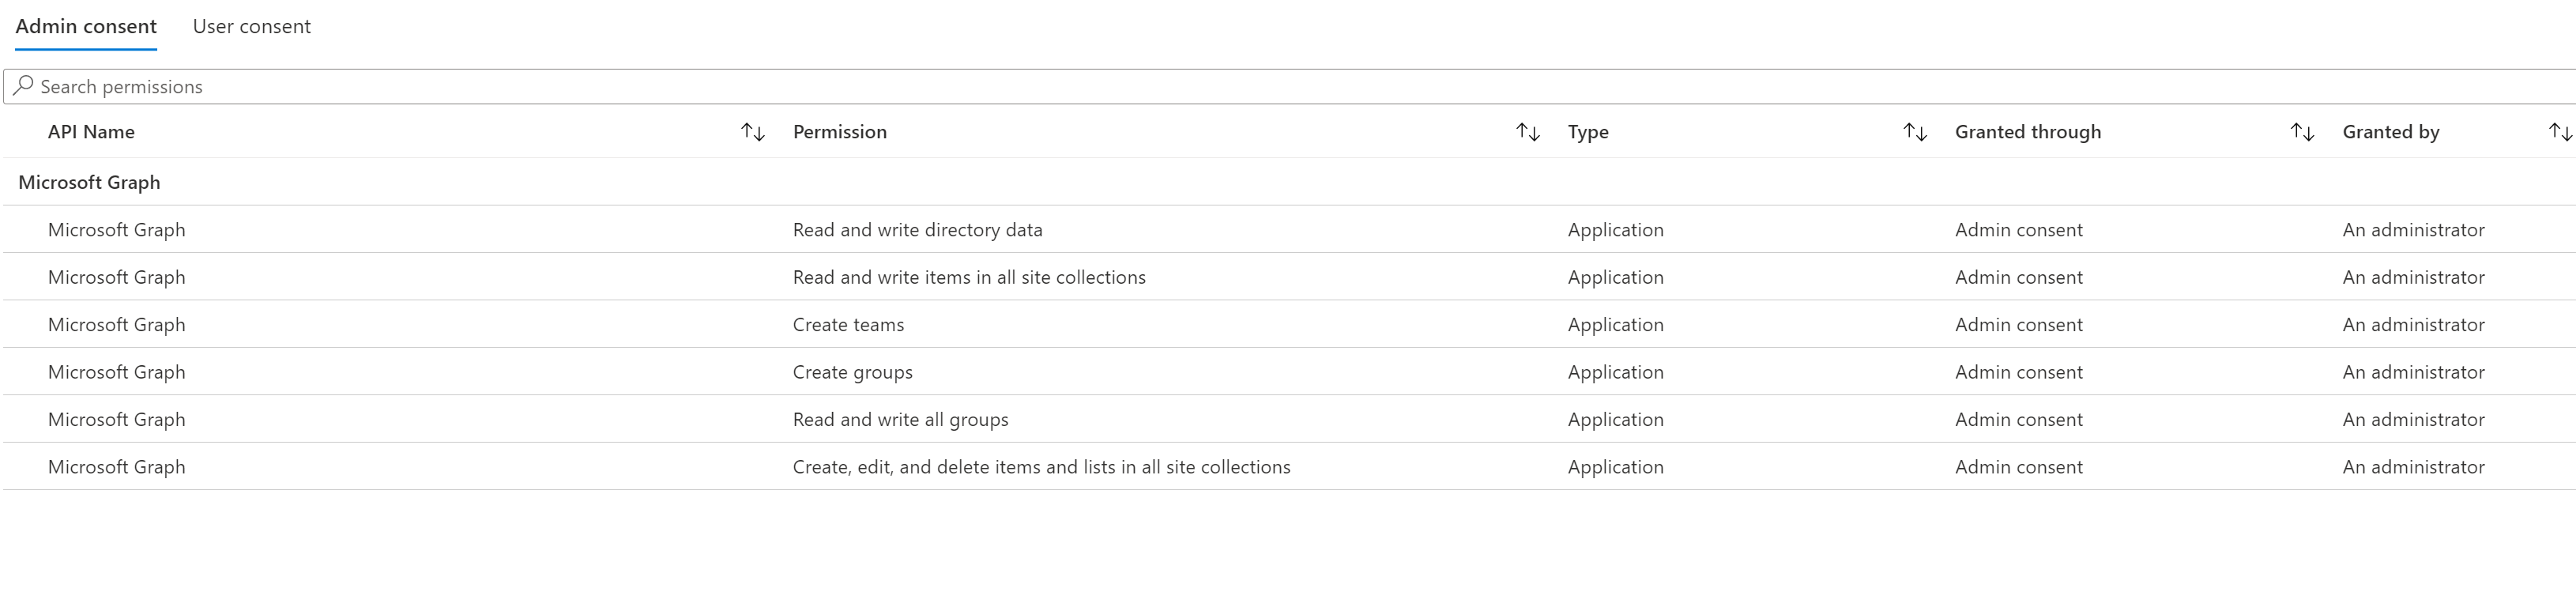 Admin consent User consent
Search permissions
API Name Permission Type Granted through Granted by
Microsoft Graph
Microsoft Graph Read and write directory data Application Admin consent An administrator
Microsoft Graph Read and write items in all site collections Application Admin consent An administrator
Microsoft Graph Create teams Application Admin consent An administrator
Microsoft Graph Create groups Application Admin consent An administrator
Microsoft Graph Read and write all groups Application Admin consent An administrator
Microsoft Graph Create, edit, and delete items and lists in all site collections Application Admin consent An administrator